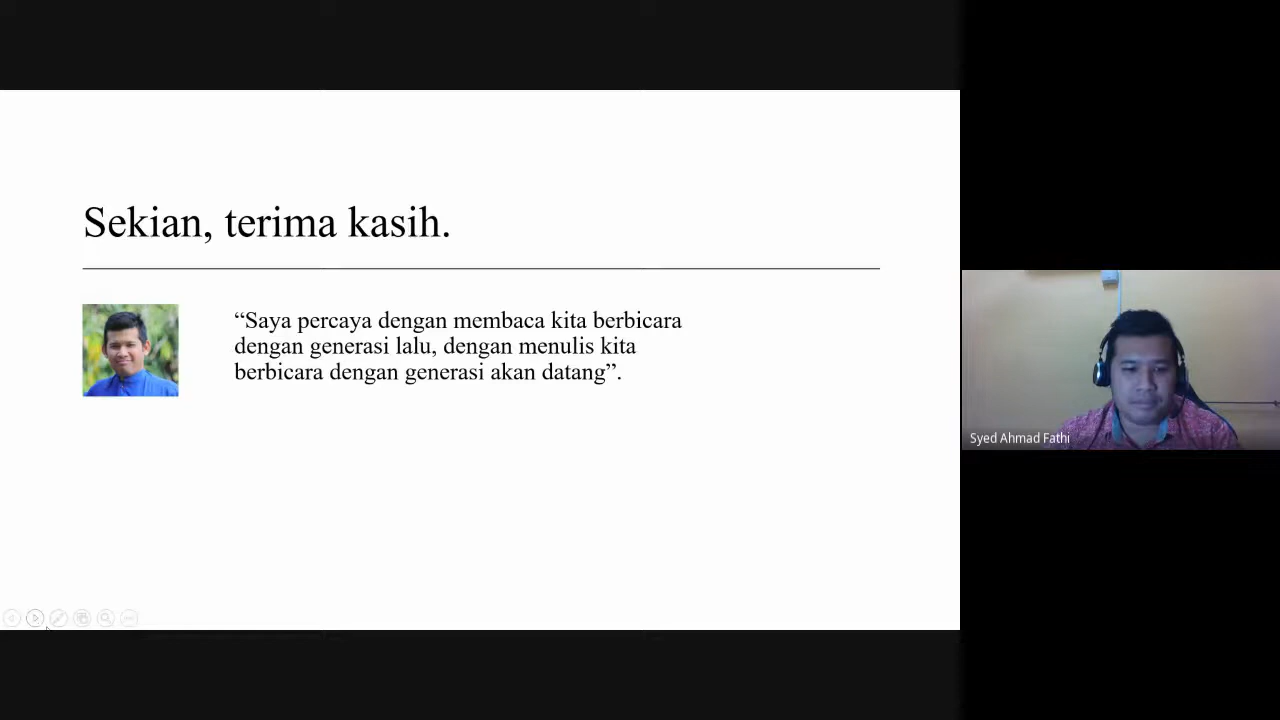 Sekian, terima kasih.
“Saya percaya dengan membaca kita berbicara
dengan generasi lalu, dengan menulis kita
berbicara dengan generasi akan datang”.
Syed Ahmad Fathi